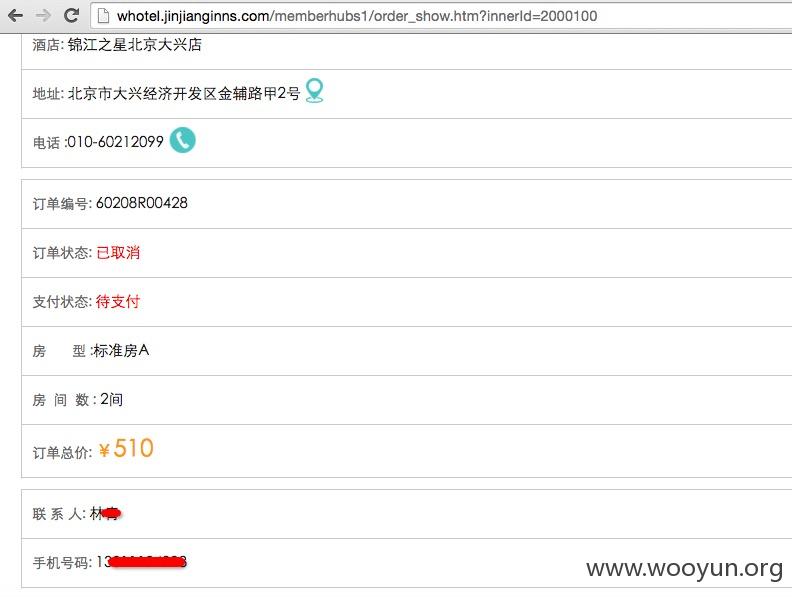 whotel.jinjianginns.com/memberhubs1/order_show.htm?innerId=2000100
酒店: 锦江之星北京大兴店
地址: 北京市大兴经济开发区金辅路甲2号
电话 :010-60212099
订单编号: 60208R00428
订单状态: 已取消
支付状态: 待支付
房 型 :标准房A
房 间 数 : 2间
订单总价: ¥510
联 系 人: 林
手机号码: 1
www.wooyun.org